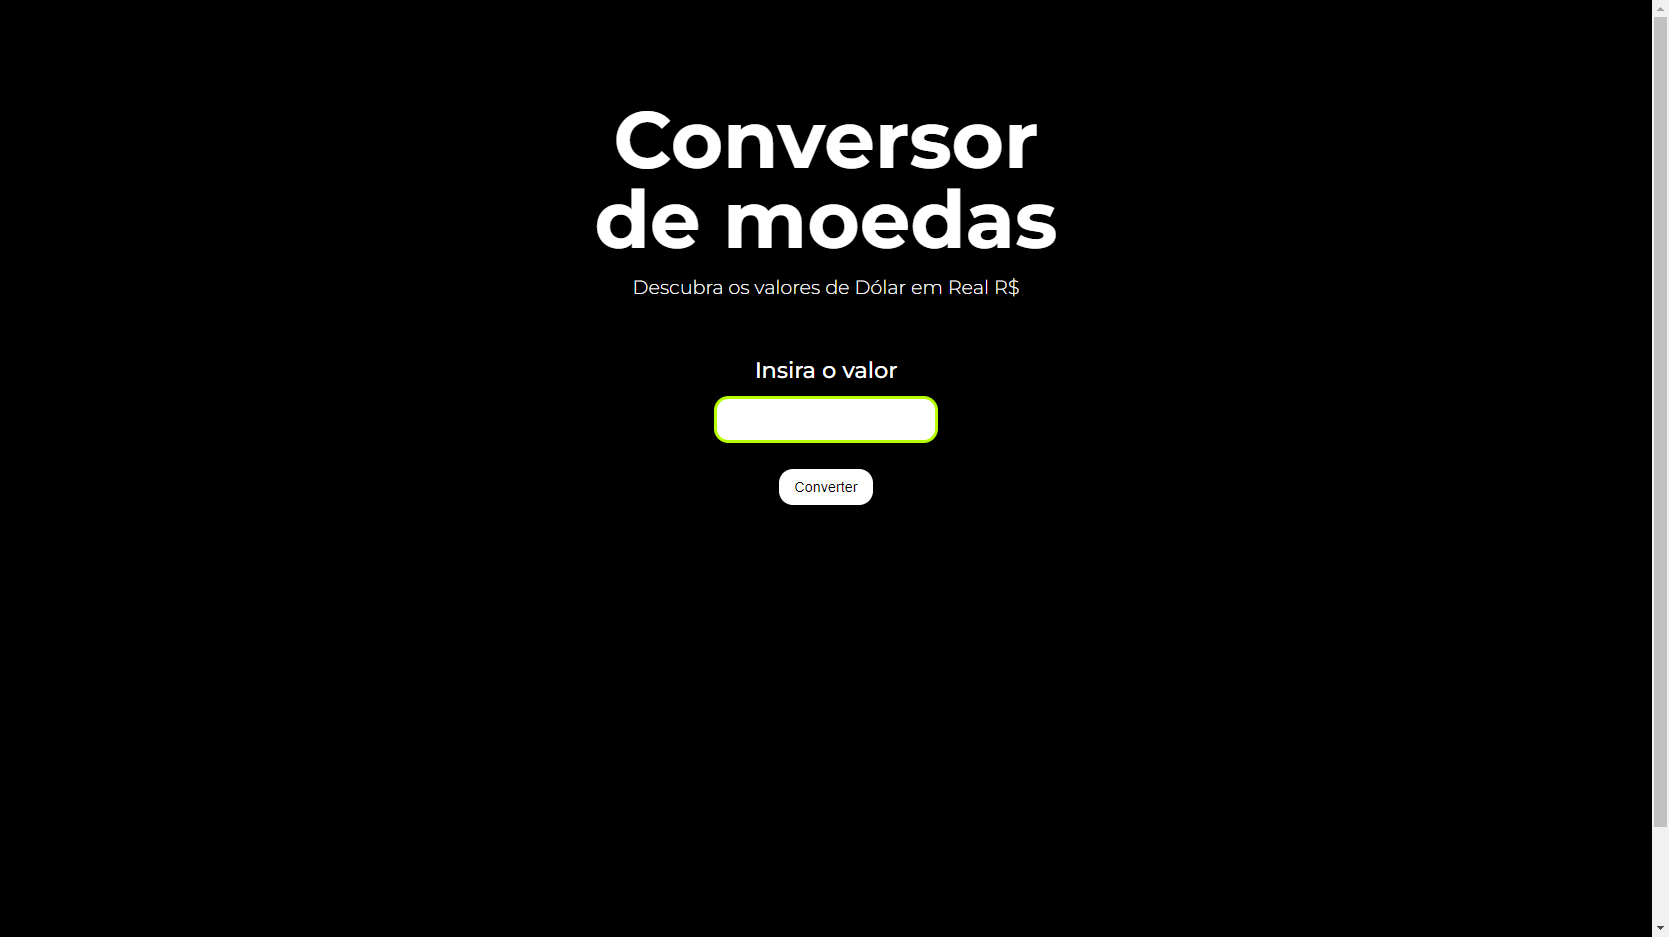 Conversor
de moedas
Descubra os valores de Dólar em Real R$
Insira o valor
Converter